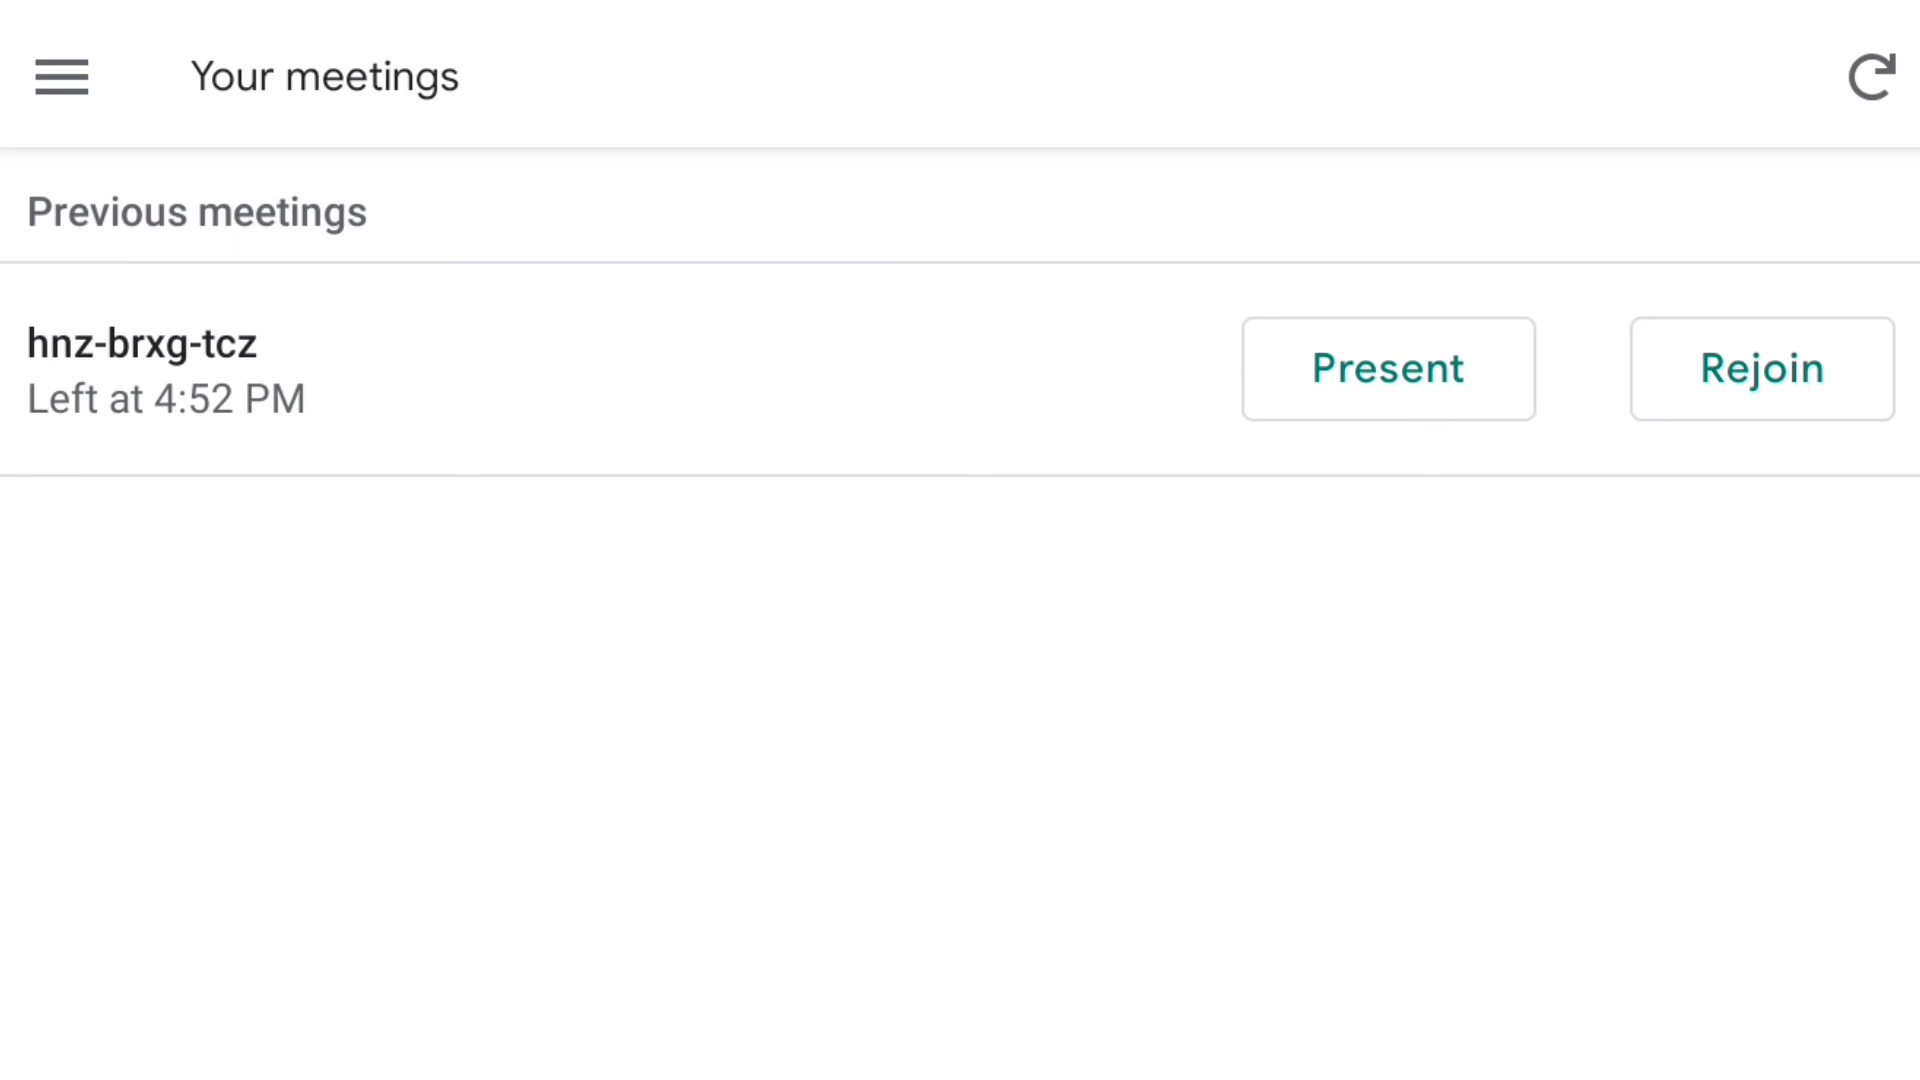 Your meetings
Previous meetings
hnz-brxg-tcz
Left at 4:52 PM
Present
Rejoin